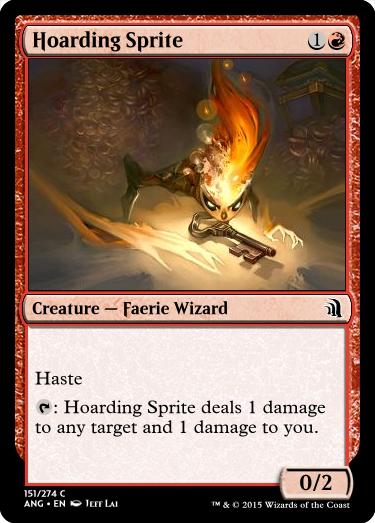 Hoarding Sprite 1
Creature — Faerie Wizard
Haste
: Hoarding Sprite deals 1 damage
to any target and 1 damage to you.
0/2
151/274 C
ANG • EN Jeff Lai
™ & © 2015 Wizards of the Coast